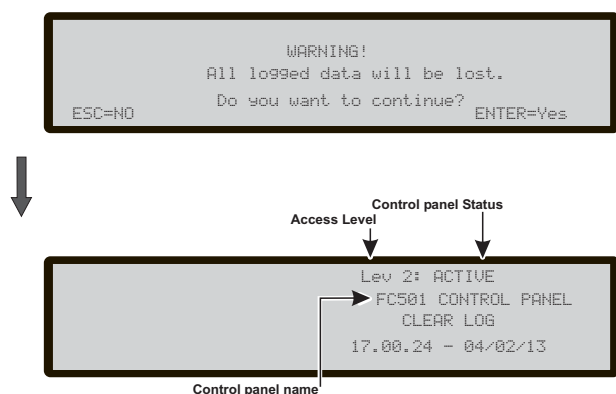 WARNING!
All logged data will be lost.
Do you want to continue?
ESC=NO ENTER=Yes
Control panel Status
Access Level
Lev 2: ACTIVE
FC501 CONTROL PANEL
CLEAR LOG
17.00.24 - 04/02/13
Control panel name